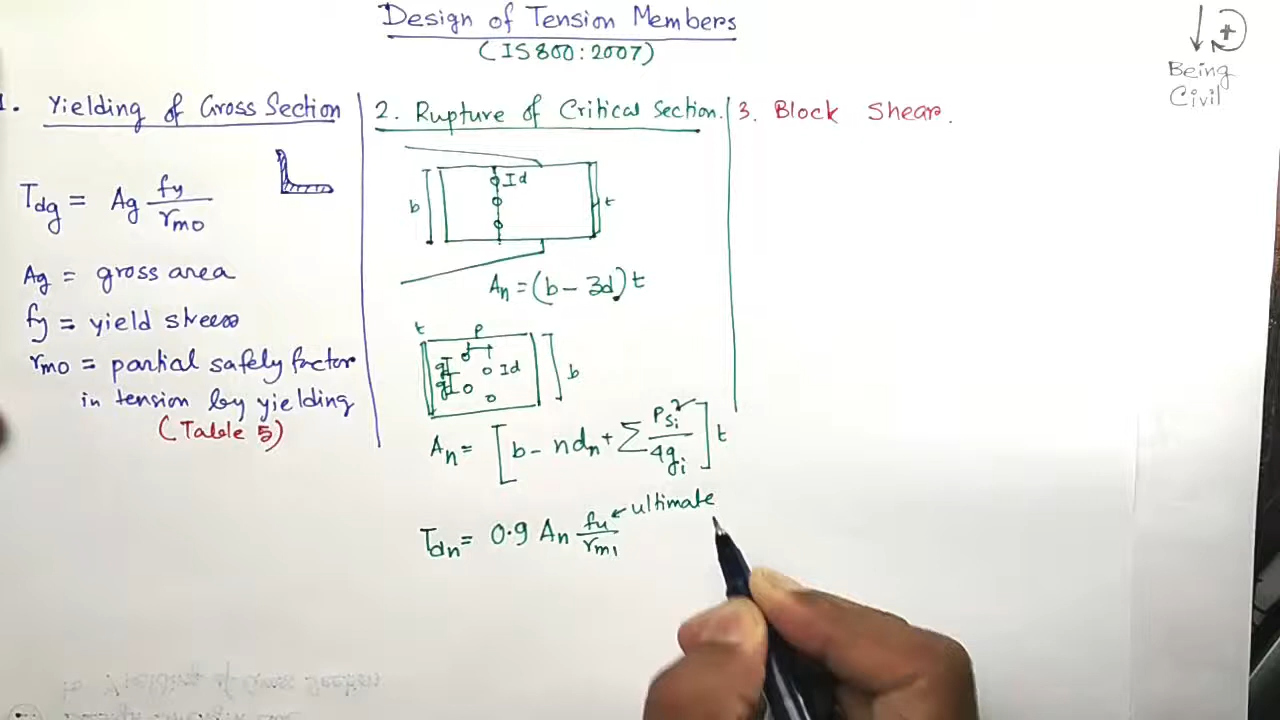 Design of Tension Members
(IS 800:2007)
Being
Civil
1. Yielding of Gross Section
Tdg = Ag fy/γm0
Ag = gross area
fy = yield stress
γm0 = partial safely factor
in tension by yielding
(Table 5)
2. Rupture of Critical Section.
b
Id
t
An = (b - 3d) t
t
P
g
g
Id
b
An = [b - ndn + Σ Psi²/4gi] t
Tdn = 0.9 An fu/γm1 ← ultimate
3. Block Shear.